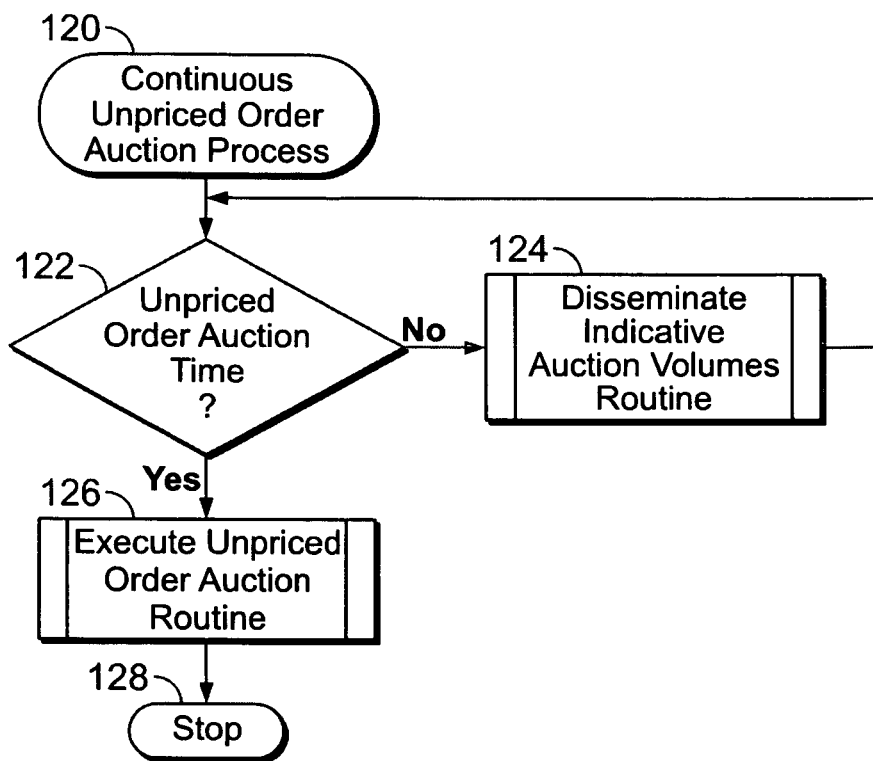 120
Continuous
Unpriced Order
Auction Process
122
Unpriced
Order Auction
Time
?
No
124
Disseminate
Indicative
Auction Volumes
Routine
Yes
126
Execute Unpriced
Order Auction
Routine
128
Stop